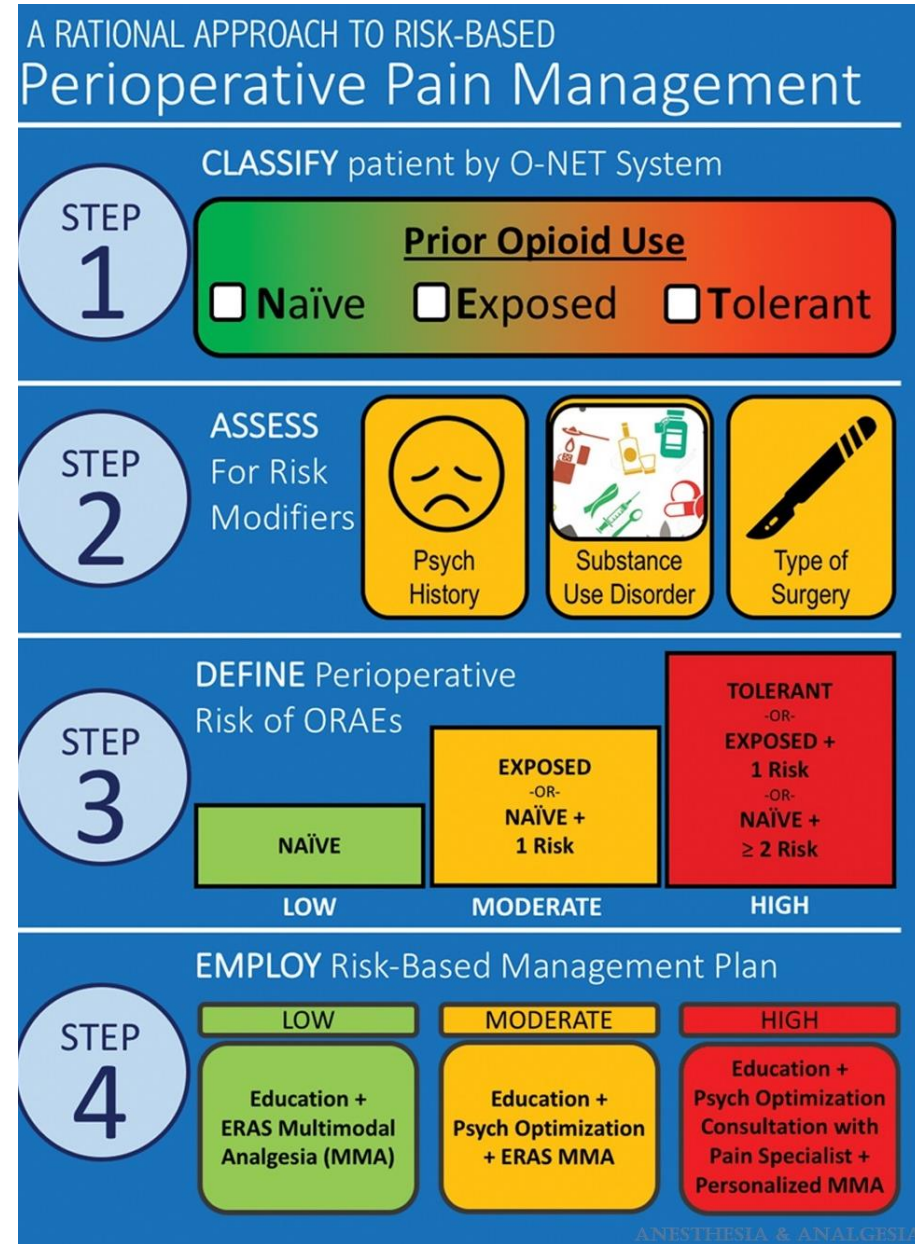 A RATIONAL APPROACH TO RISK-BASED
Perioperative Pain Management
STEP
1
CLASSIFY patient by O-NET System
Prior Opioid Use
Naïve
Exposed
Tolerant
STEP
2
ASSESS
For Risk
Modifiers
Psych
History
Substance
Use Disorder
Type of
Surgery
STEP
3
DEFINE Perioperative
Risk of ORAEs
NAÏVE
LOW
EXPOSED
-OR-
NAÏVE +
1 Risk
MODERATE
TOLERANT
-OR-
EXPOSED +
1 Risk
-OR-
NAÏVE +
≥ 2 Risk
HIGH
STEP
4
EMPLOY Risk-Based Management Plan
LOW
Education +
ERAS Multimodal
Analgesia (MMA)
MODERATE
Education +
Psych Optimization
+ ERAS MMA
HIGH
Education +
Psych Optimization
Consultation with
Pain Specialist +
Personalized MMA
ANESTHESIA & ANALGESIA